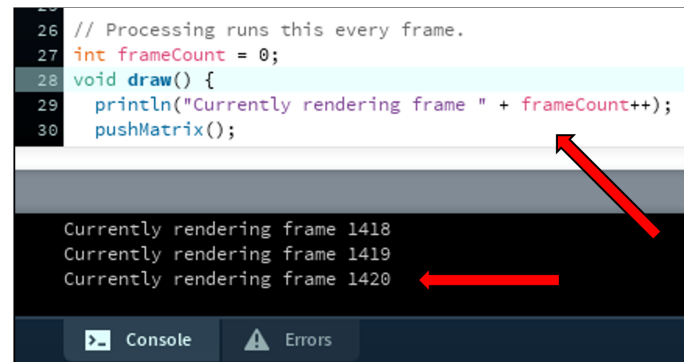 26 // Processing runs this every frame.
27 int frameCount = 0;
28 void draw() {
29 println("Currently rendering frame " + frameCount++);
30 pushMatrix();
Currently rendering frame 1418
Currently rendering frame 1419
Currently rendering frame 1420
>_ Console Errors